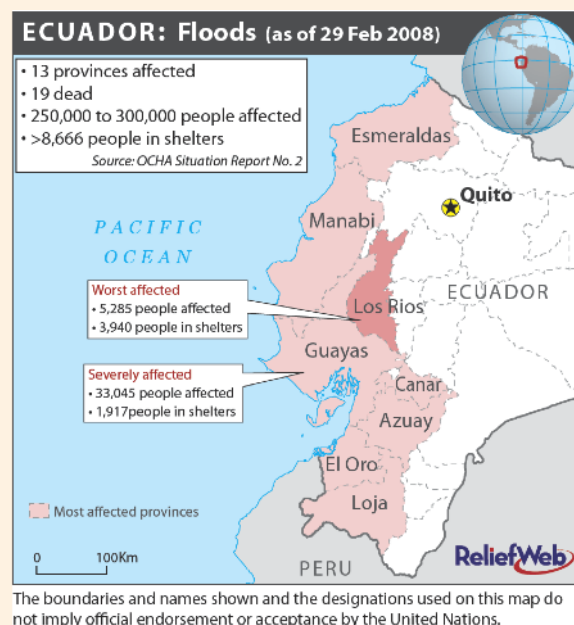 ECUADOR: Floods (as of 29 Feb 2008)
• 13 provinces affected
• 19 dead
• 250,000 to 300,000 people affected
• >8,666 people in shelters
Source: OCHA Situation Report No. 2
Esmeraldas
Quito
Manabi
PACIFIC
OCEAN
ECUADOR
Worst affected
• 5,285 people affected
• 3,940 people in shelters
Los Rios
Guayas
Severely affected
• 33,045 people affected
• 1,917people in shelters
Canar
Azuay
El Oro
Loja
Most affected provinces
0 100Km
PERU
ReliefWeb
The boundaries and names shown and the designations used on this map do
not imply official endorsement or acceptance by the United Nations.